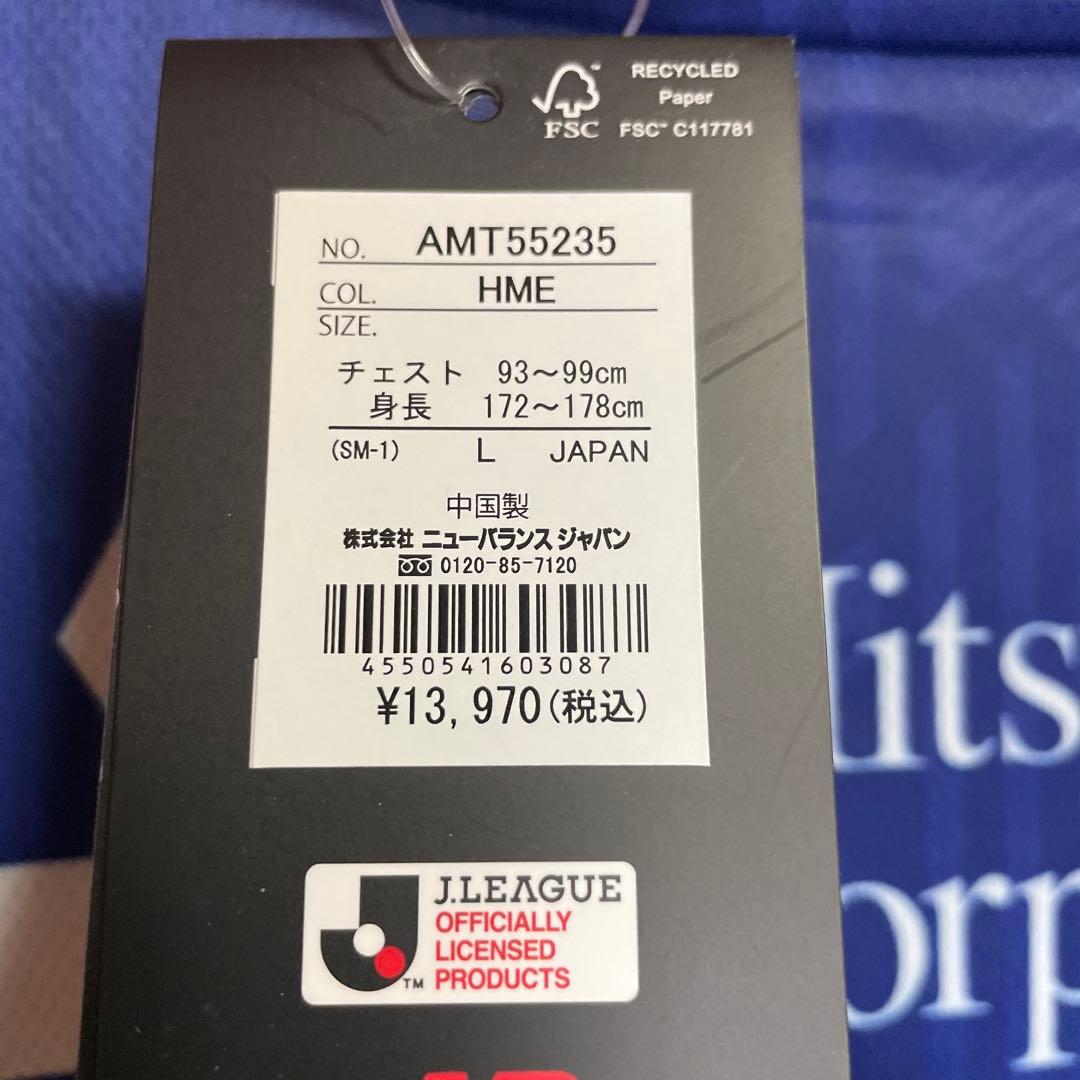 FSC
RECYCLED
Paper
FSC™ C117781
NO. AMT55235
COL. HME
SIZE.
チェスト 93～99cm
身長 172～178cm
(SM-1) L JAPAN
中国製
株式会社 ニューバランス ジャパン
0120-85-7120
4550541603087
¥13,970(税込)
J.LEAGUE
OFFICIALLY
LICENSED
PRODUCTS
TM